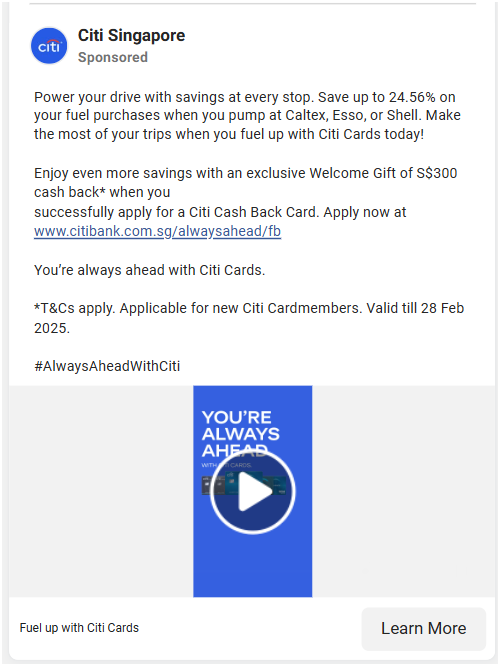 citi
Citi Singapore
Sponsored
Power your drive with savings at every stop. Save up to 24.56% on
your fuel purchases when you pump at Caltex, Esso, or Shell. Make
the most of your trips when you fuel up with Citi Cards today!
Enjoy even more savings with an exclusive Welcome Gift of S$300
cash back* when you
successfully apply for a Citi Cash Back Card. Apply now at
www.citibank.com.sg/alwaysahead/fb
You’re always ahead with Citi Cards.
*T&Cs apply. Applicable for new Citi Cardmembers. Valid till 28 Feb
2025.
#AlwaysAheadWithCiti
YOU’RE
ALWAYS
AHEAD
WITH CITI CARDS.
Fuel up with Citi Cards
Learn More